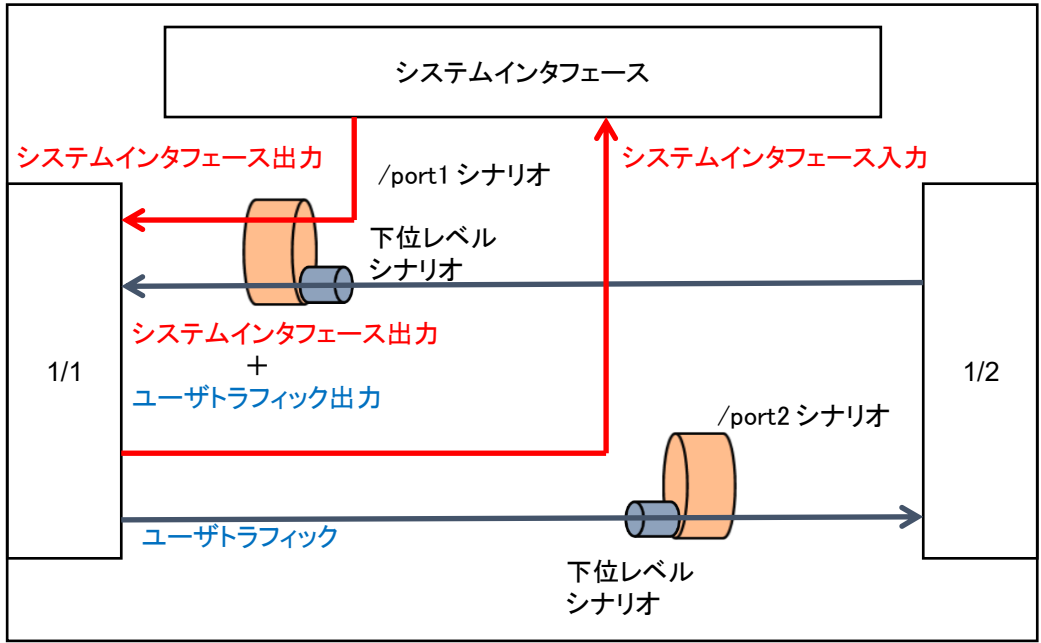 システムインタフェース
システムインタフェース出力
システムインタフェース入力
/port1 シナリオ
下位レベル
シナリオ
システムインタフェース出力
＋
ユーザトラフィック出力
1/1
1/2
/port2 シナリオ
ユーザトラフィック
下位レベル
シナリオ